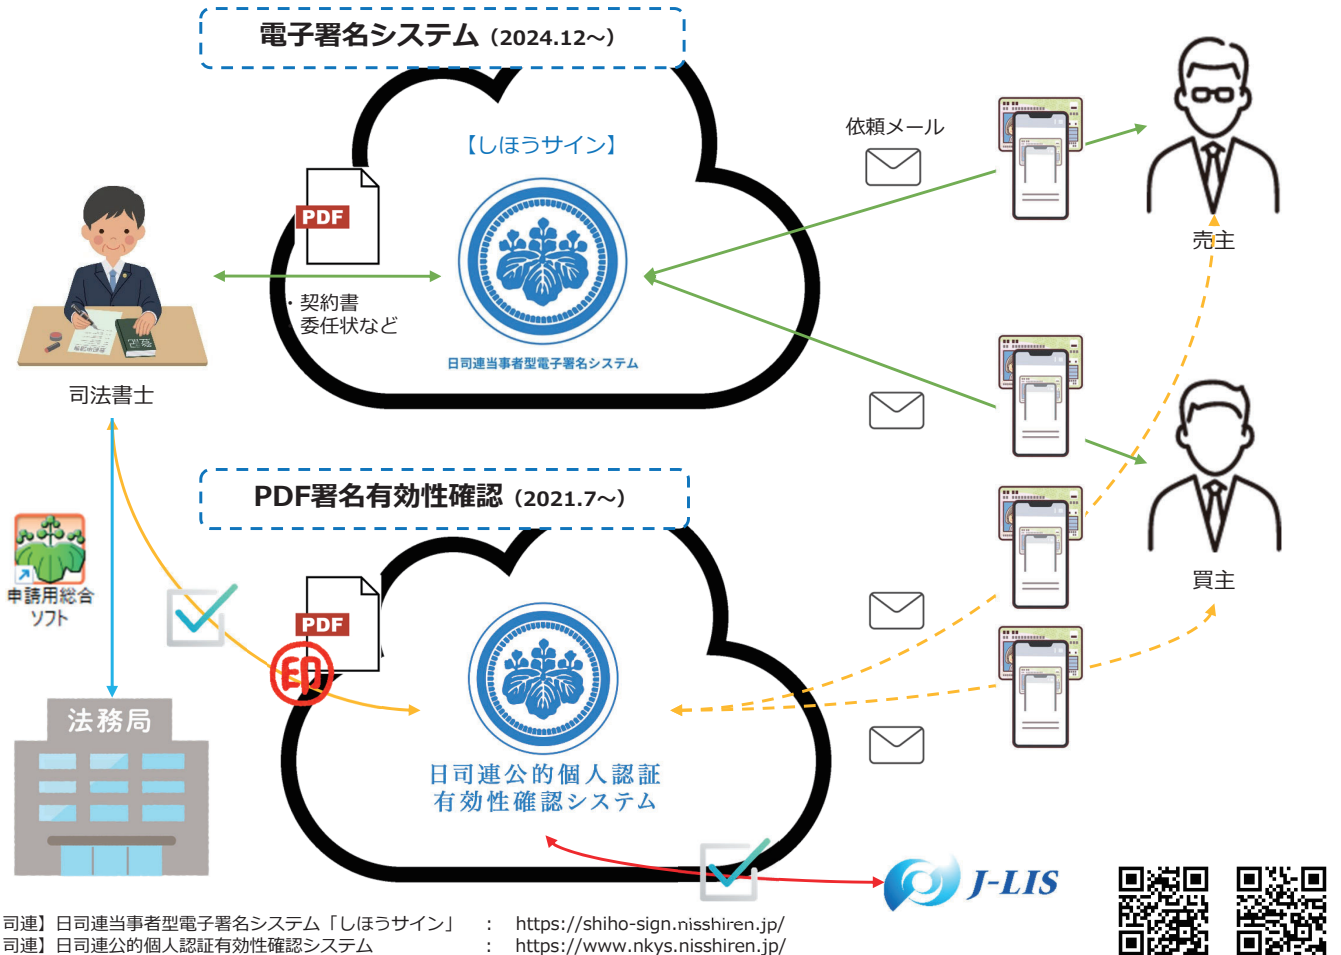 電子署名システム（2024.12～）
【しほうサイン】
依頼メール
PDF
売主
・契約書
・委任状など
日司連当事者型電子署名システム
司法書士
PDF署名有効性確認（2021.7～）
申請用総合
ソフト
PDF
印
買主
法務局
日司連公的個人認証
有効性確認システム
J-LIS
司連】日司連当事者型電子署名システム「しほうサイン」 ： https://shiho-sign.nisshiren.jp/
司連】日司連公的個人認証有効性確認システム ： https://www.nkys.nisshiren.jp/